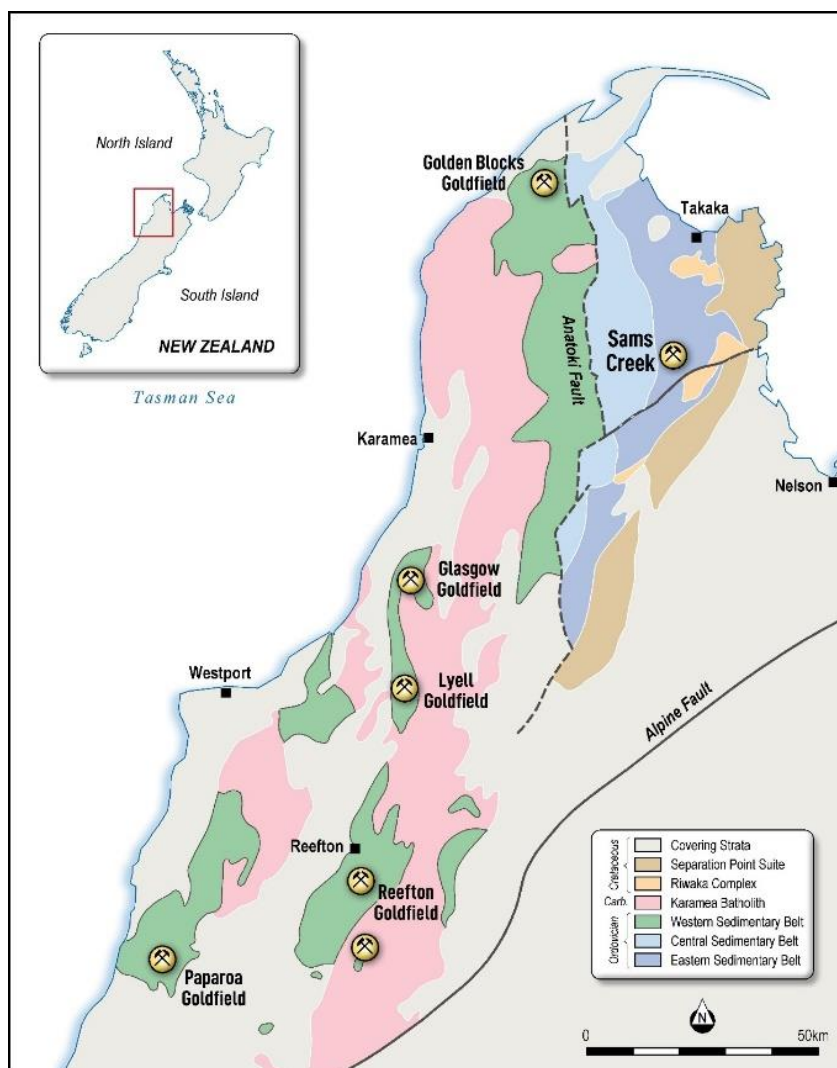 North Island
South Island
NEW ZEALAND
Tasman Sea
Golden Blocks
Goldfield
Takaka
Anatoki Fault
Sams
Creek
Karamea
Nelson
Glasgow
Goldfield
Westport
Lyell
Goldfield
Alpine Fault
Reefton
Reefton
Goldfield
Paparoa
Goldfield
Cretaceous
Covering Strata
Separation Point Suite
Riwaka Complex
Carb.
Karamea Batholith
Ordovician
Western Sedimentary Belt
Central Sedimentary Belt
Eastern Sedimentary Belt
N
0
50km